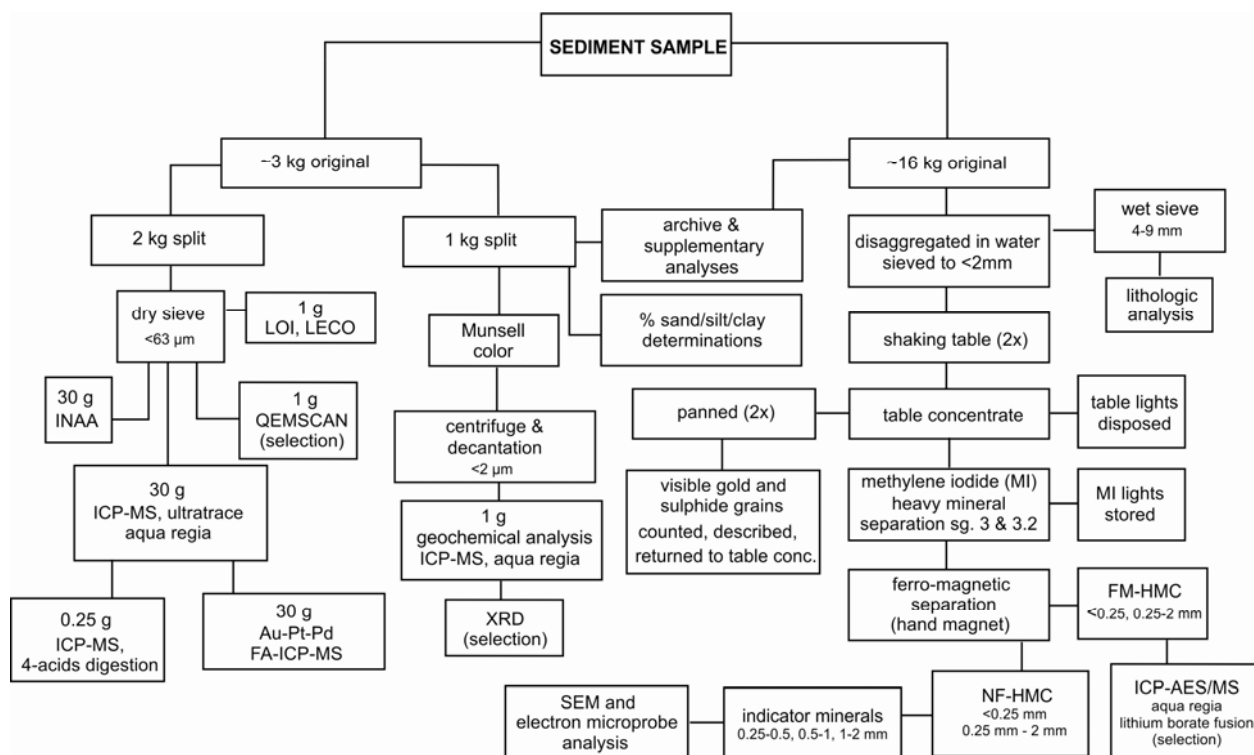 SEDIMENT SAMPLE
~3 kg original
~16 kg original
2 kg split
1 kg split
archive &
supplementary
analyses
disaggregated in water
sieved to <2mm
wet sieve
4-9 mm
lithologic
analysis
dry sieve
<63 µm
1 g
LOI, LECO
Munsell
color
% sand/silt/clay
determinations
shaking table (2x)
30 g
INAA
1 g
QEMSCAN
(selection)
centrifuge &
decantation
<2 µm
panned (2x)
table concentrate
table lights
disposed
30 g
ICP-MS, ultratrace
aqua regia
1 g
geochemical analysis
ICP-MS, aqua regia
visible gold and
sulphide grains
counted, described,
returned to table conc.
methylene iodide (MI)
heavy mineral
separation sg. 3 & 3.2
MI lights
stored
0.25 g
ICP-MS,
4-acids digestion
30 g
Au-Pt-Pd
FA-ICP-MS
XRD
(selection)
ferro-magnetic
separation
(hand magnet)
FM-HMC
<0.25, 0.25-2 mm
SEM and
electron microprobe
analysis
indicator minerals
0.25-0.5, 0.5-1, 1-2 mm
NF-HMC
<0.25 mm
0.25 mm - 2 mm
ICP-AES/MS
aqua regia
lithium borate fusion
(selection)